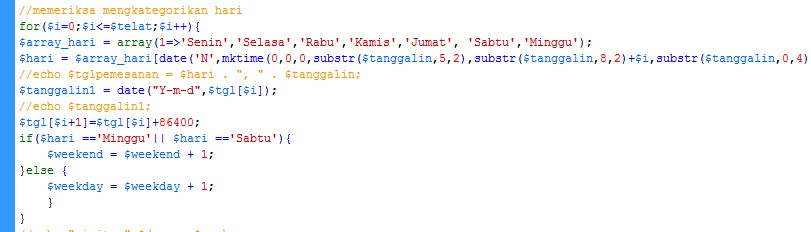 //memeriksa mengkategorikan hari
for($i=0;$i<=$telat;$i++){
$array_hari = array(1=>'Senin','Selasa','Rabu','Kamis','Jumat', 'Sabtu','Minggu');
$hari = $array_hari[date('N',mktime(0,0,0,substr($tanggalin,5,2),substr($tanggalin,8,2)+$i,substr($tanggalin,0,4)
//echo $tglpemesanan = $hari . ", " . $tanggalin;
$tanggalin1 = date("Y-m-d",$tgl[$i]);
//echo $tanggalin1;
$tgl[$i+1]=$tgl[$i]+86400;
if($hari =='Minggu'|| $hari =='Sabtu'){
$weekend = $weekend + 1;
}else {
$weekday = $weekday + 1;
}
}